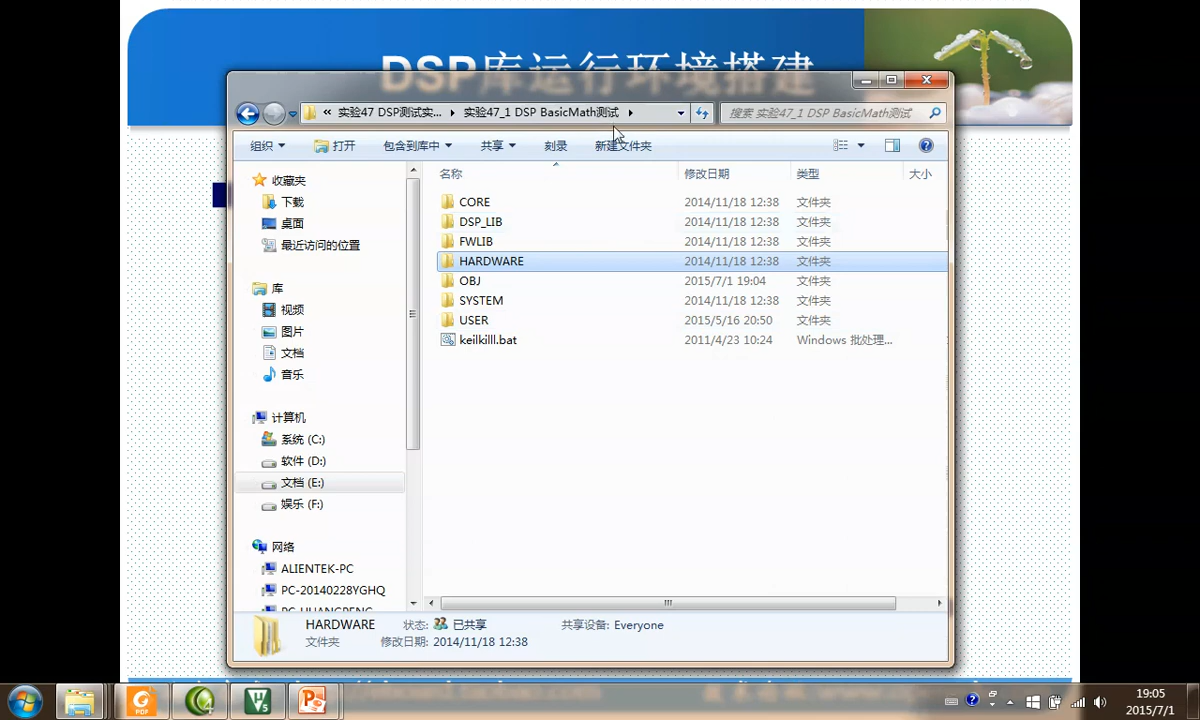 DSP库运行环境搭建
« 实验47 DSP测试实... ▸ 实验47_1 DSP BasicMath测试 ▸
搜索 实验47_1 DSP BasicMath测试
组织 打开 包含到库中 共享 刻录 新建文件夹
收藏夹
下载
桌面
最近访问的位置
库
视频
图片
文档
音乐
计算机
系统 (C:)
软件 (D:)
文档 (E:)
娱乐 (F:)
网络
ALIENTEK-PC
PC-20140228YGHQ
PC-HUANGPENG
名称 修改日期 类型 大小
CORE 2014/11/18 12:38 文件夹
DSP_LIB 2014/11/18 12:38 文件夹
FWLIB 2014/11/18 12:38 文件夹
HARDWARE 2014/11/18 12:38 文件夹
OBJ 2015/7/1 19:04 文件夹
SYSTEM 2014/11/18 12:38 文件夹
USER 2015/5/16 20:50 文件夹
keilkilll.bat 2011/4/23 10:24 Windows 批处理...
HARDWARE 状态: 已共享 共享设备: Everyone
文件夹 修改日期: 2014/11/18 12:38
19:05
2015/7/1